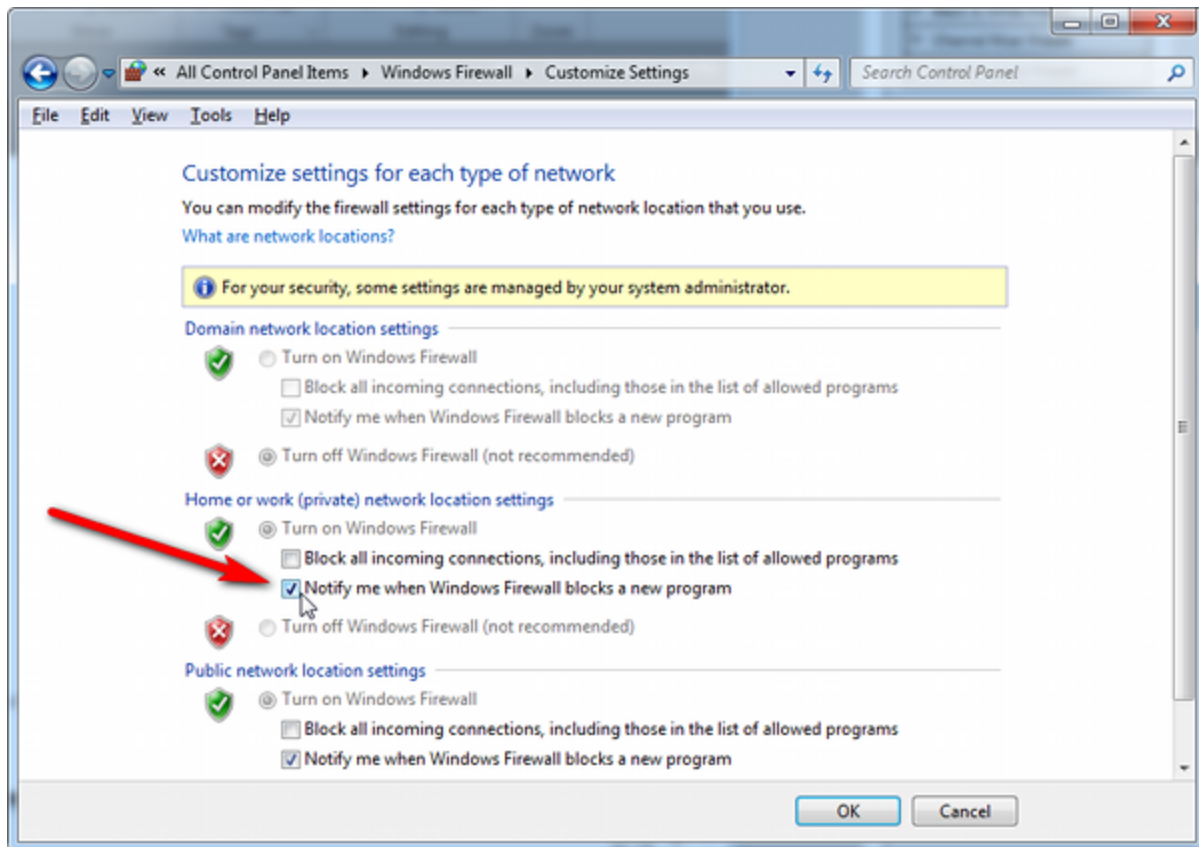 « All Control Panel Items ▸ Windows Firewall ▸ Customize Settings
Search Control Panel
File Edit View Tools Help
Customize settings for each type of network
You can modify the firewall settings for each type of network location that you use.
What are network locations?
For your security, some settings are managed by your system administrator.
Domain network location settings
Turn on Windows Firewall
Block all incoming connections, including those in the list of allowed programs
Notify me when Windows Firewall blocks a new program
Turn off Windows Firewall (not recommended)
Home or work (private) network location settings
Turn on Windows Firewall
Block all incoming connections, including those in the list of allowed programs
Notify me when Windows Firewall blocks a new program
Turn off Windows Firewall (not recommended)
Public network location settings
Turn on Windows Firewall
Block all incoming connections, including those in the list of allowed programs
Notify me when Windows Firewall blocks a new program
OK Cancel